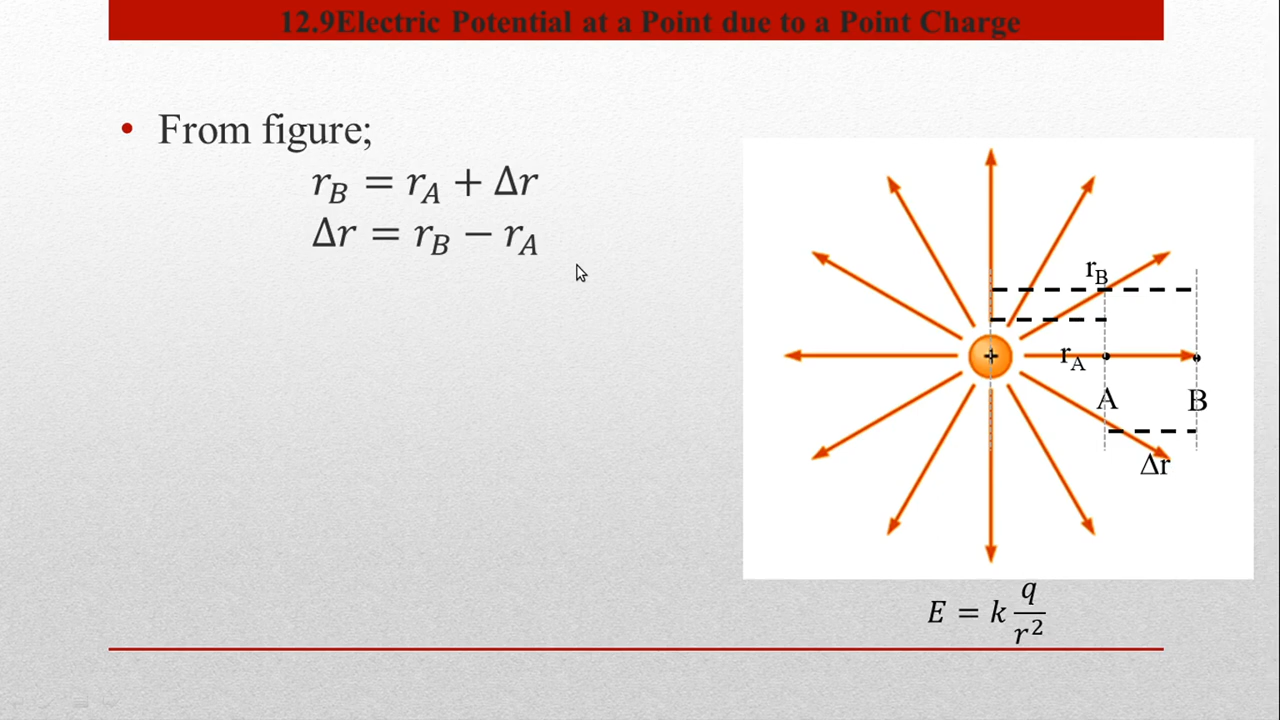 12.9Electric Potential at a Point due to a Point Charge
• From figure;
r_B = r_A + Δr
Δr = r_B − r_A
r_B
+
r_A
A
B
Δr
E = k q/r²